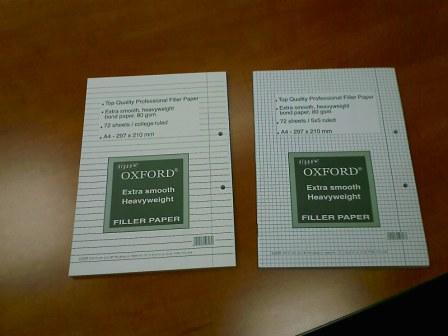 Top Quality Professional Filler Paper
Extra smooth, heavyweight
bond paper, 80 gsm.
72 sheets / college ruled
A4 - 297 x 210 mm
OXFORD®
Extra smooth
Heavyweight
FILLER PAPER
Top Quality Professional Filler Paper
Extra smooth, heavyweight
bond paper, 80 gsm.
72 sheets / 5x5 ruled
A4 - 297 x 210 mm
OXFORD®
Extra smooth
Heavyweight
FILLER PAPER